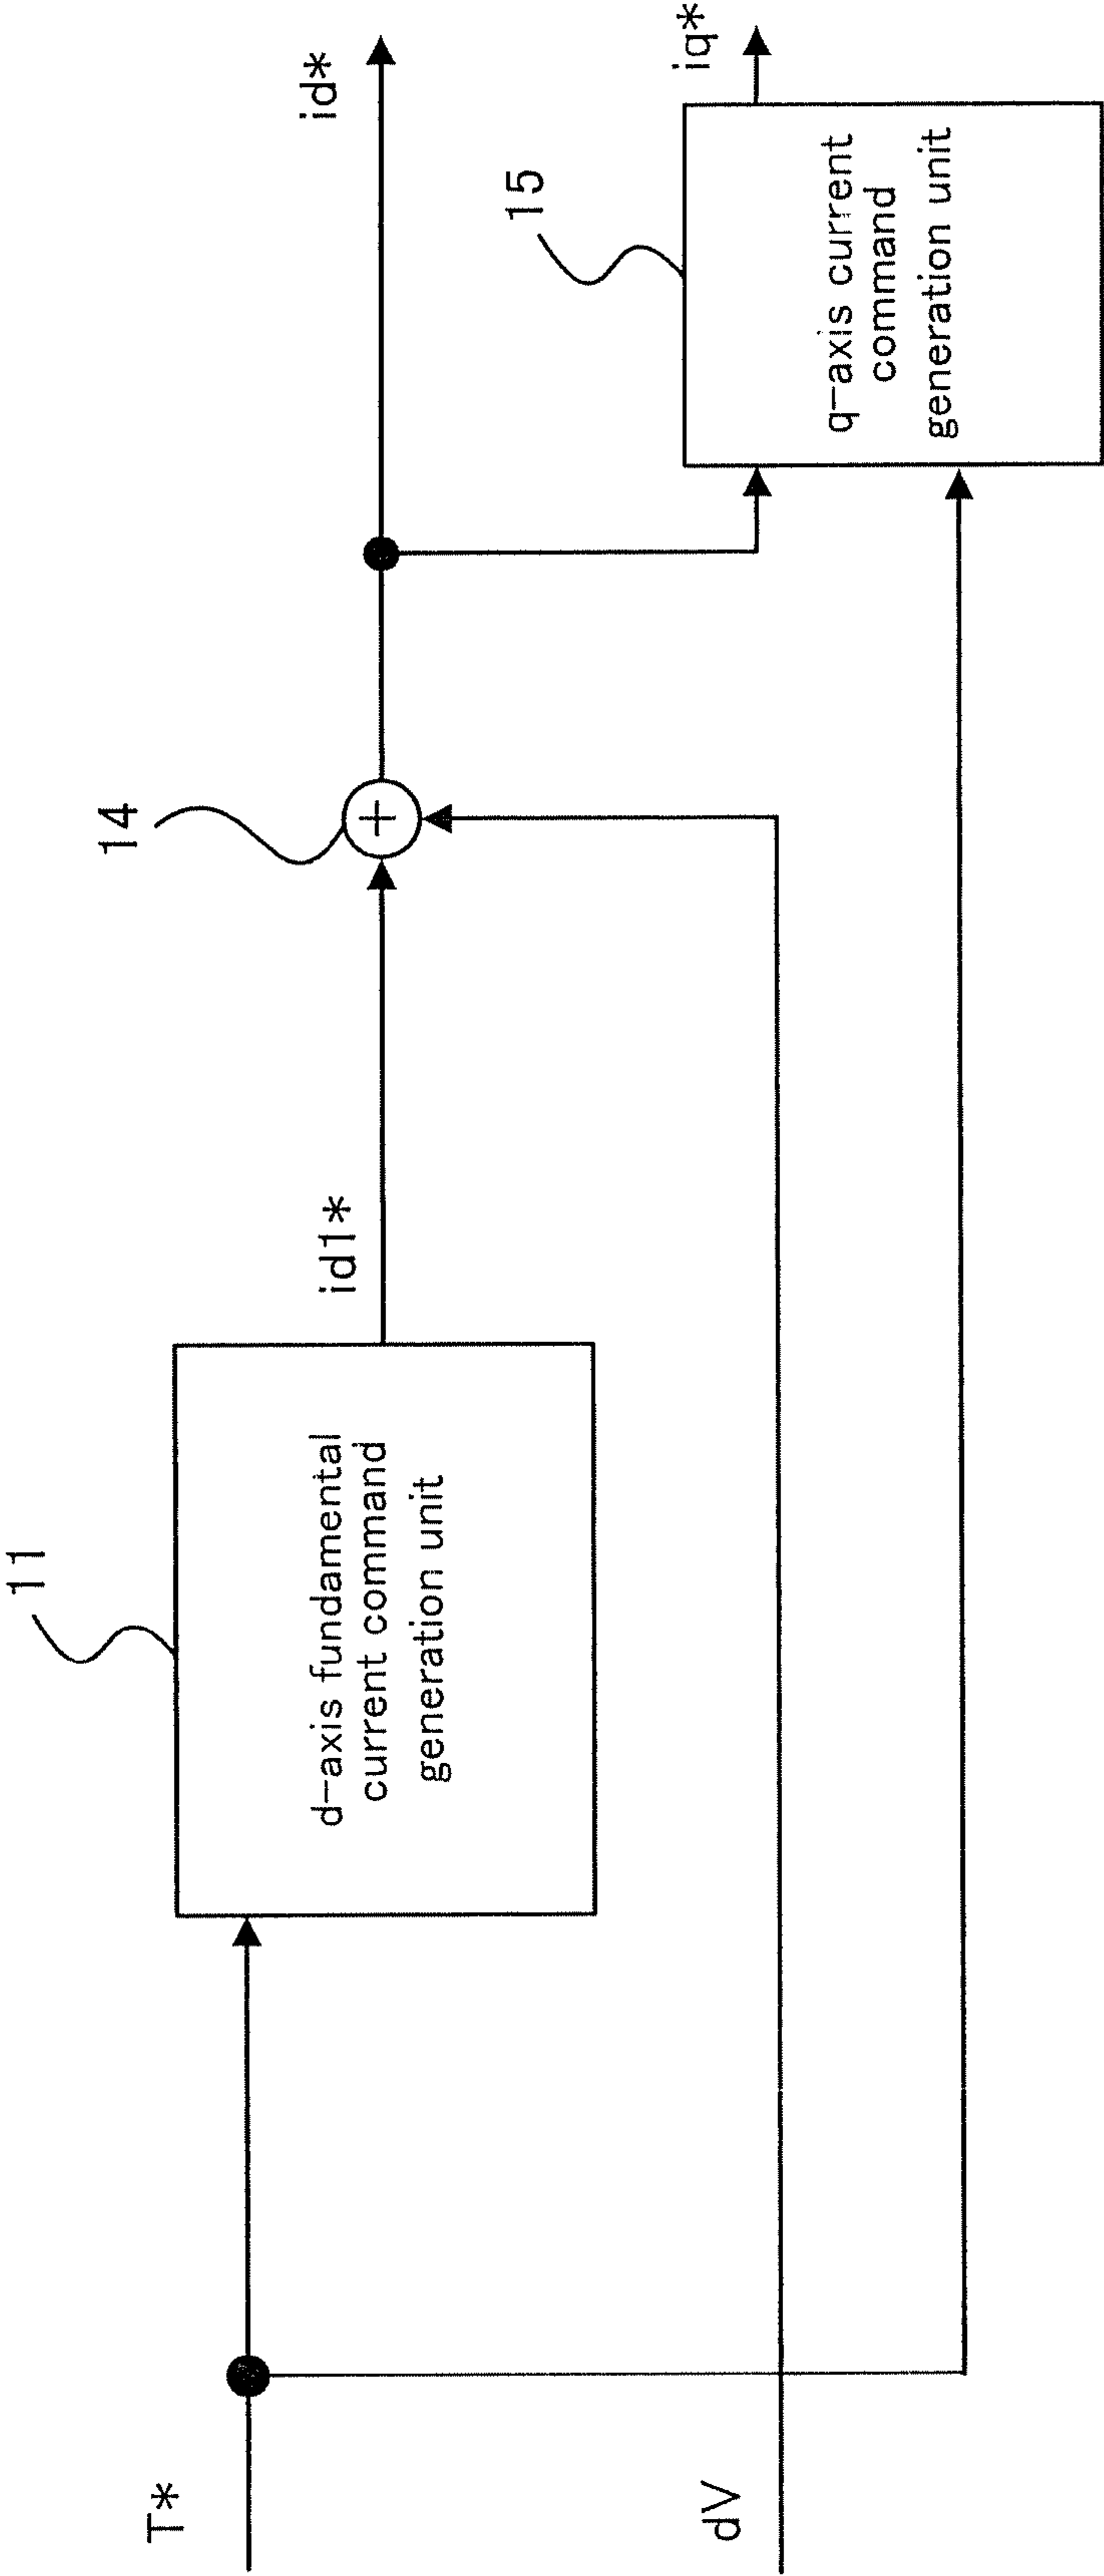 11
T*
d-axis fundamental
current command
generation unit
id1*
14
id*
dV
15
q-axis current
command
generation unit
iq*